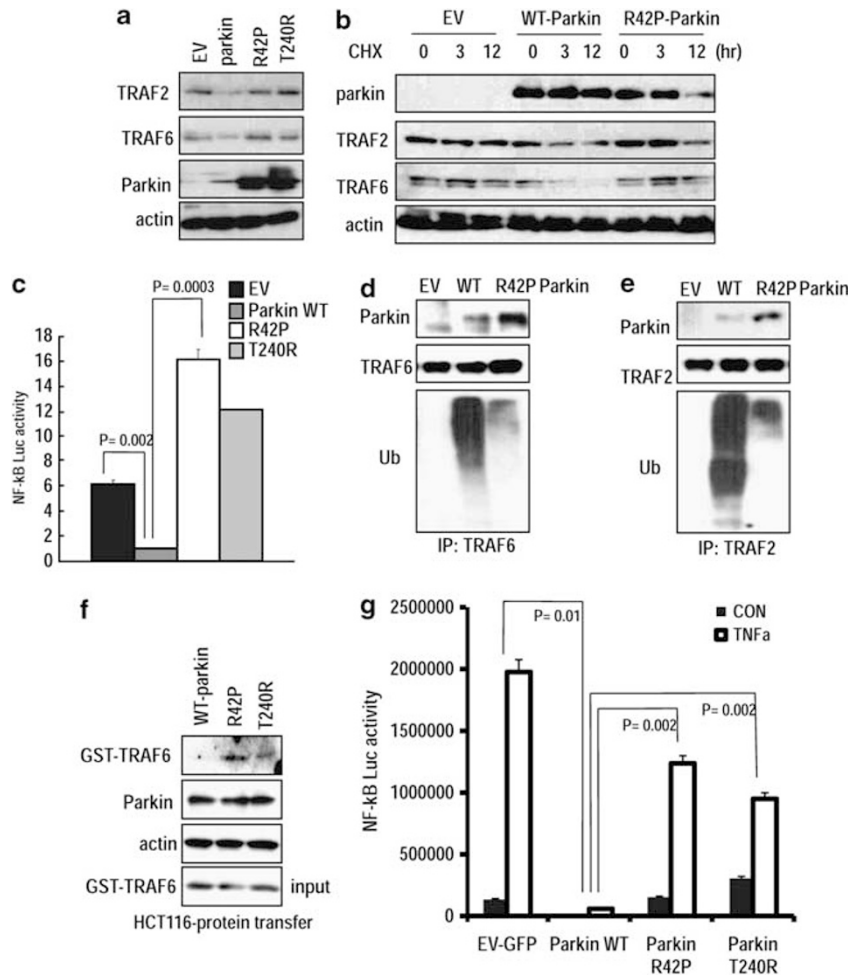 a
EV
parkin
R42P
T240R
TRAF2
TRAF6
Parkin
actin
b
EV WT-Parkin R42P-Parkin
CHX 0 3 12 0 3 12 0 3 12 (hr)
parkin
TRAF2
TRAF6
actin
c
P= 0.0003
P= 0.002
EV
Parkin WT
R42P
T240R
NF-kB Luc activity
18
16
14
12
10
8
6
4
2
0
d
EV WT R42P Parkin
Parkin
TRAF6
Ub
IP: TRAF6
e
EV WT R42P Parkin
Parkin
TRAF2
Ub
IP: TRAF2
f
WT-parkin
R42P
T240R
GST-TRAF6
Parkin
actin
GST-TRAF6 input
HCT116-protein transfer
g
NF-kB Luc activity
2500000
2000000
1500000
1000000
500000
0
P= 0.01
P= 0.002
P= 0.002
CON
TNFa
EV-GFP
Parkin WT
Parkin R42P
Parkin T240R